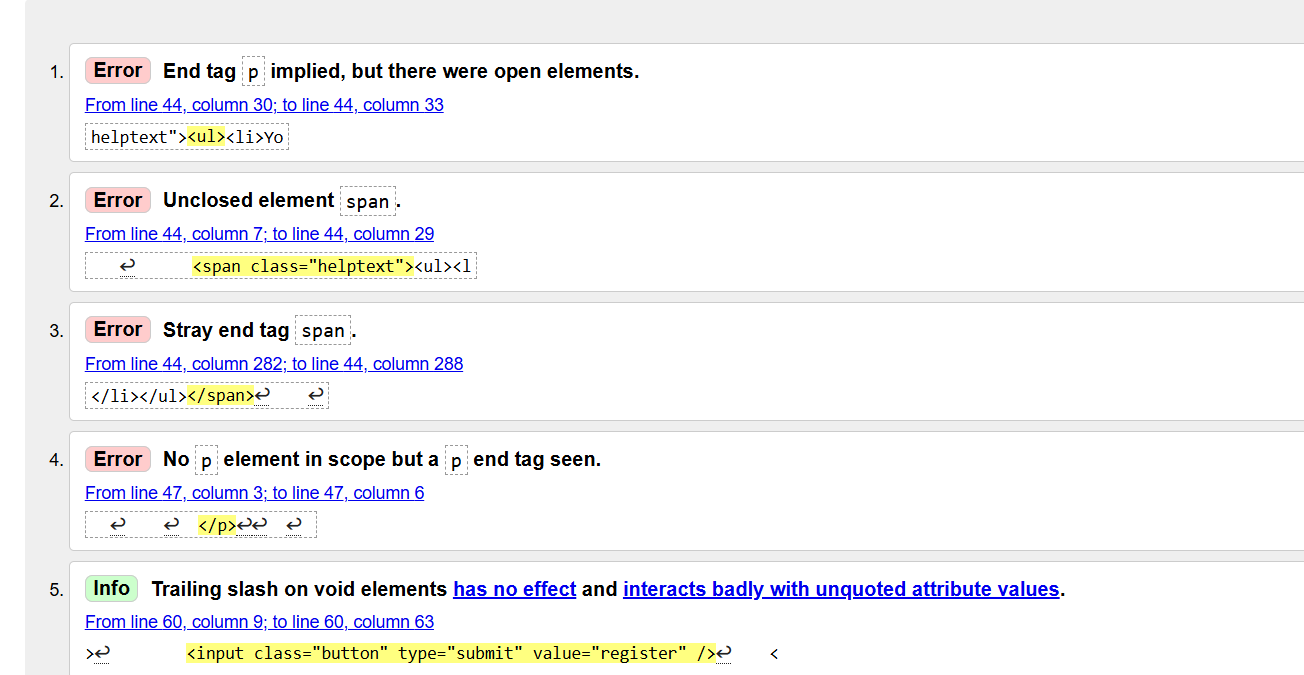 1. Error End tag p implied, but there were open elements.
From line 44, column 30; to line 44, column 33
helptext"><ul><li>Yo
2. Error Unclosed element span.
From line 44, column 7; to line 44, column 29
↩ <span class="helptext"><ul><l
3. Error Stray end tag span.
From line 44, column 282; to line 44, column 288
</li></ul></span>↩ ↩
4. Error No p element in scope but a p end tag seen.
From line 47, column 3; to line 47, column 6
↩ ↩ </p>↩↩ ↩
5. Info Trailing slash on void elements has no effect and interacts badly with unquoted attribute values.
From line 60, column 9; to line 60, column 63
>↩ <input class="button" type="submit" value="register" />↩ <